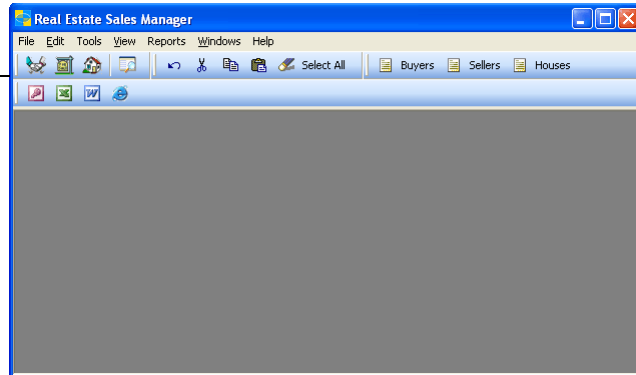 Real Estate Sales Manager
File Edit Tools View Reports Windows Help
Select All Buyers Sellers Houses